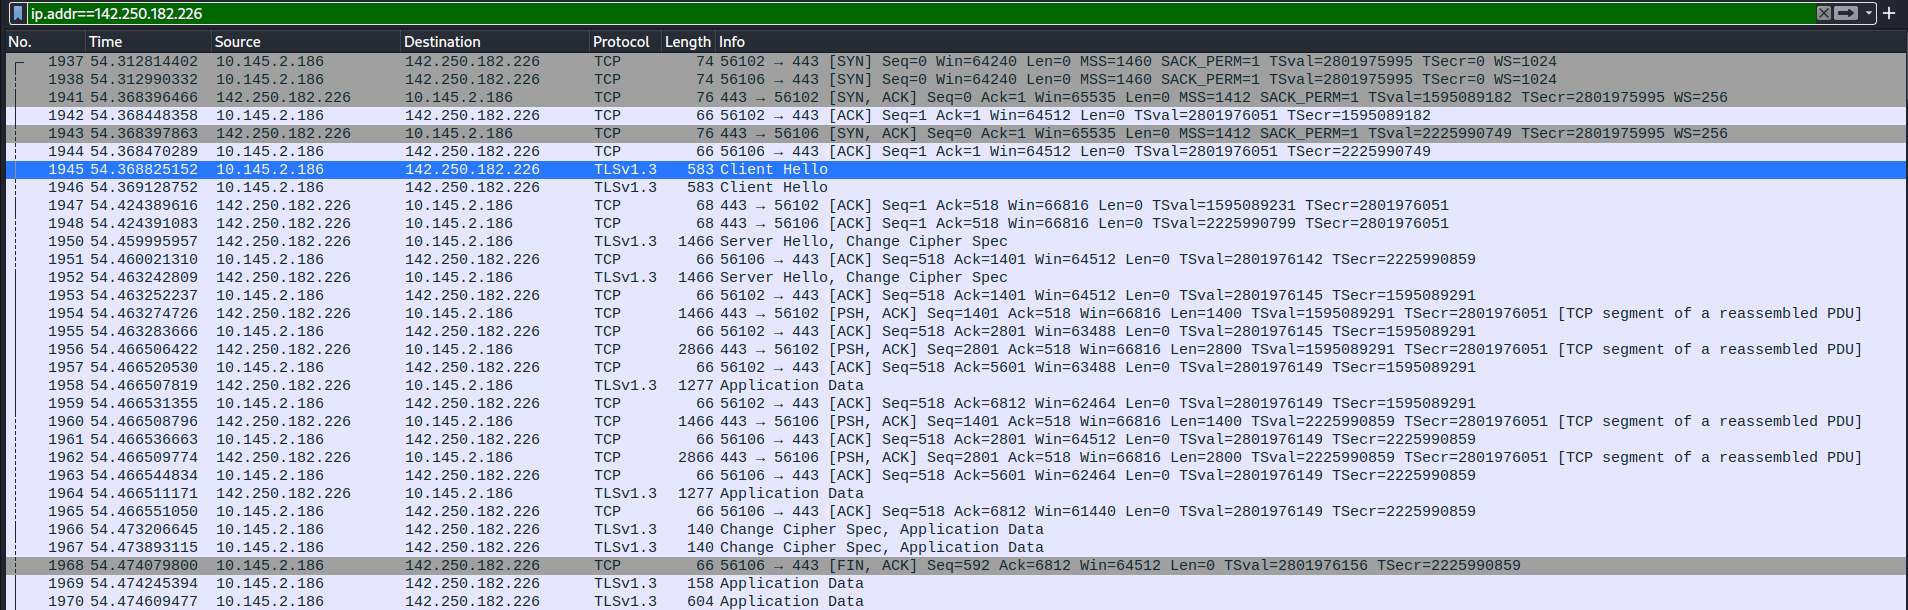 ip.addr==142.250.182.226
No. Time Source Destination Protocol Length Info
1937 54.312814402 10.145.2.186 142.250.182.226 TCP 74 56102 → 443 [SYN] Seq=0 Win=64240 Len=0 MSS=1460 SACK_PERM=1 TSval=2801975995 TSecr=0 WS=1024
1938 54.312990332 10.145.2.186 142.250.182.226 TCP 74 56106 → 443 [SYN] Seq=0 Win=64240 Len=0 MSS=1460 SACK_PERM=1 TSval=2801975995 TSecr=0 WS=1024
1941 54.368396466 142.250.182.226 10.145.2.186 TCP 76 443 → 56102 [SYN, ACK] Seq=0 Ack=1 Win=65535 Len=0 MSS=1412 SACK_PERM=1 TSval=1595089182 TSecr=2801975995 WS=256
1942 54.368448358 10.145.2.186 142.250.182.226 TCP 66 56102 → 443 [ACK] Seq=1 Ack=1 Win=64512 Len=0 TSval=2801976051 TSecr=1595089182
1943 54.368397863 142.250.182.226 10.145.2.186 TCP 76 443 → 56106 [SYN, ACK] Seq=0 Ack=1 Win=65535 Len=0 MSS=1412 SACK_PERM=1 TSval=2225990749 TSecr=2801975995 WS=256
1944 54.368470289 10.145.2.186 142.250.182.226 TCP 66 56106 → 443 [ACK] Seq=1 Ack=1 Win=64512 Len=0 TSval=2801976051 TSecr=2225990749
1945 54.368825152 10.145.2.186 142.250.182.226 TLSv1.3 583 Client Hello
1946 54.369128752 10.145.2.186 142.250.182.226 TLSv1.3 583 Client Hello
1947 54.424389616 142.250.182.226 10.145.2.186 TCP 68 443 → 56102 [ACK] Seq=1 Ack=518 Win=66816 Len=0 TSval=1595089231 TSecr=2801976051
1948 54.424391083 142.250.182.226 10.145.2.186 TCP 68 443 → 56106 [ACK] Seq=1 Ack=518 Win=66816 Len=0 TSval=2225990799 TSecr=2801976051
1950 54.459995957 142.250.182.226 10.145.2.186 TLSv1.3 1466 Server Hello, Change Cipher Spec
1951 54.460021310 10.145.2.186 142.250.182.226 TCP 66 56106 → 443 [ACK] Seq=518 Ack=1401 Win=64512 Len=0 TSval=2801976142 TSecr=2225990859
1952 54.463242809 142.250.182.226 10.145.2.186 TLSv1.3 1466 Server Hello, Change Cipher Spec
1953 54.463252237 10.145.2.186 142.250.182.226 TCP 66 56102 → 443 [ACK] Seq=518 Ack=1401 Win=64512 Len=0 TSval=2801976145 TSecr=1595089291
1954 54.463274726 142.250.182.226 10.145.2.186 TCP 1466 443 → 56102 [PSH, ACK] Seq=1401 Ack=518 Win=66816 Len=1400 TSval=1595089291 TSecr=2801976051 [TCP segment of a reassembled PDU]
1955 54.463283666 10.145.2.186 142.250.182.226 TCP 66 56102 → 443 [ACK] Seq=518 Ack=2801 Win=63488 Len=0 TSval=2801976145 TSecr=1595089291
1956 54.466506422 142.250.182.226 10.145.2.186 TCP 2866 443 → 56102 [PSH, ACK] Seq=2801 Ack=518 Win=66816 Len=2800 TSval=1595089291 TSecr=2801976051 [TCP segment of a reassembled PDU]
1957 54.466520530 10.145.2.186 142.250.182.226 TCP 66 56102 → 443 [ACK] Seq=518 Ack=5601 Win=63488 Len=0 TSval=2801976149 TSecr=1595089291
1958 54.466507819 142.250.182.226 10.145.2.186 TLSv1.3 1277 Application Data
1959 54.466531355 10.145.2.186 142.250.182.226 TCP 66 56102 → 443 [ACK] Seq=518 Ack=6812 Win=62464 Len=0 TSval=2801976149 TSecr=1595089291
1960 54.466508796 142.250.182.226 10.145.2.186 TCP 1466 443 → 56106 [PSH, ACK] Seq=1401 Ack=518 Win=66816 Len=1400 TSval=2225990859 TSecr=2801976051 [TCP segment of a reassembled PDU]
1961 54.466536663 10.145.2.186 142.250.182.226 TCP 66 56106 → 443 [ACK] Seq=518 Ack=2801 Win=64512 Len=0 TSval=2801976149 TSecr=2225990859
1962 54.466509774 142.250.182.226 10.145.2.186 TCP 2866 443 → 56106 [PSH, ACK] Seq=2801 Ack=518 Win=66816 Len=2800 TSval=2225990859 TSecr=2801976051 [TCP segment of a reassembled PDU]
1963 54.466544834 10.145.2.186 142.250.182.226 TCP 66 56106 → 443 [ACK] Seq=518 Ack=5601 Win=62464 Len=0 TSval=2801976149 TSecr=2225990859
1964 54.466511171 142.250.182.226 10.145.2.186 TLSv1.3 1277 Application Data
1965 54.466551050 10.145.2.186 142.250.182.226 TCP 66 56106 → 443 [ACK] Seq=518 Ack=6812 Win=61440 Len=0 TSval=2801976149 TSecr=2225990859
1966 54.473206645 10.145.2.186 142.250.182.226 TLSv1.3 140 Change Cipher Spec, Application Data
1967 54.473893115 10.145.2.186 142.250.182.226 TLSv1.3 140 Change Cipher Spec, Application Data
1968 54.474079800 10.145.2.186 142.250.182.226 TCP 66 56106 → 443 [FIN, ACK] Seq=592 Ack=6812 Win=64512 Len=0 TSval=2801976156 TSecr=2225990859
1969 54.474245394 10.145.2.186 142.250.182.226 TLSv1.3 158 Application Data
1970 54.474609477 10.145.2.186 142.250.182.226 TLSv1.3 604 Application Data